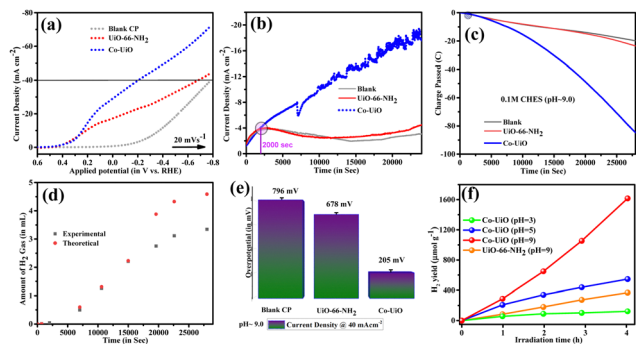 (a)
Blank CP
UiO-66-NH2
Co-UiO
20 mVs-1
Current Density (mA cm-2)
-80
-60
-40
-20
0
0.6 0.4 0.2 0.0 -0.2 -0.4 -0.6 -0.8
Applied potential (in V vs. RHE)
(b)
Blank
UiO-66-NH2
Co-UiO
2000 sec
Current Density (mA cm-2)
-20
-16
-12
-8
-4
0
0 5000 10000 15000 20000
Time (in Sec)
(c)
0.1M CHES (pH~9.0)
Blank
UiO-66-NH2
Co-UiO
Charge Passed (C)
0
-20
-40
-60
-80
-100
0 5000 10000 15000 20000 25000
Time (in Sec)
(d)
Experimental
Theoretical
Amount of H2 Gas (in mL)
5
4
3
2
1
0
0 5000 10000 15000 20000 25000
Time (in Sec)
(e)
796 mV
678 mV
205 mV
Overpotential (in mV)
Blank CP UiO-66-NH2 Co-UiO
pH~ 9.0 Current Density @ 40 mAcm-2
(f)
Co-UiO (pH=3)
Co-UiO (pH=5)
Co-UiO (pH=9)
UiO-66-NH2 (pH=9)
H2 yield (μmol g-1)
1600
1200
800
400
0
0 1 2 3 4
Irradiation time (h)